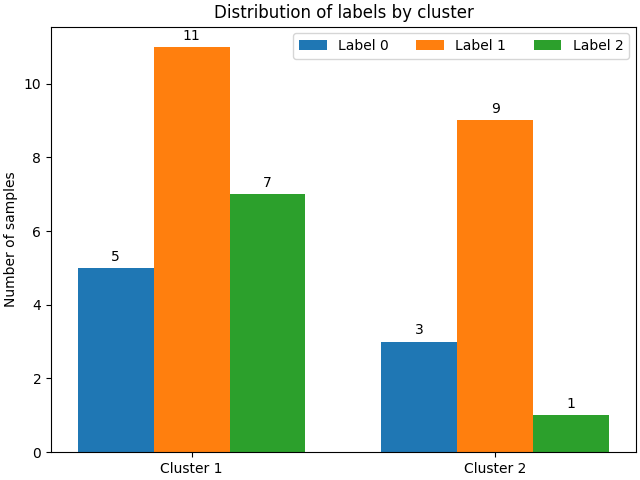 Distribution of labels by cluster
Label 0 Label 1 Label 2
Number of samples
10
8
6
4
2
0
5
11
7
3
9
1
Cluster 1
Cluster 2